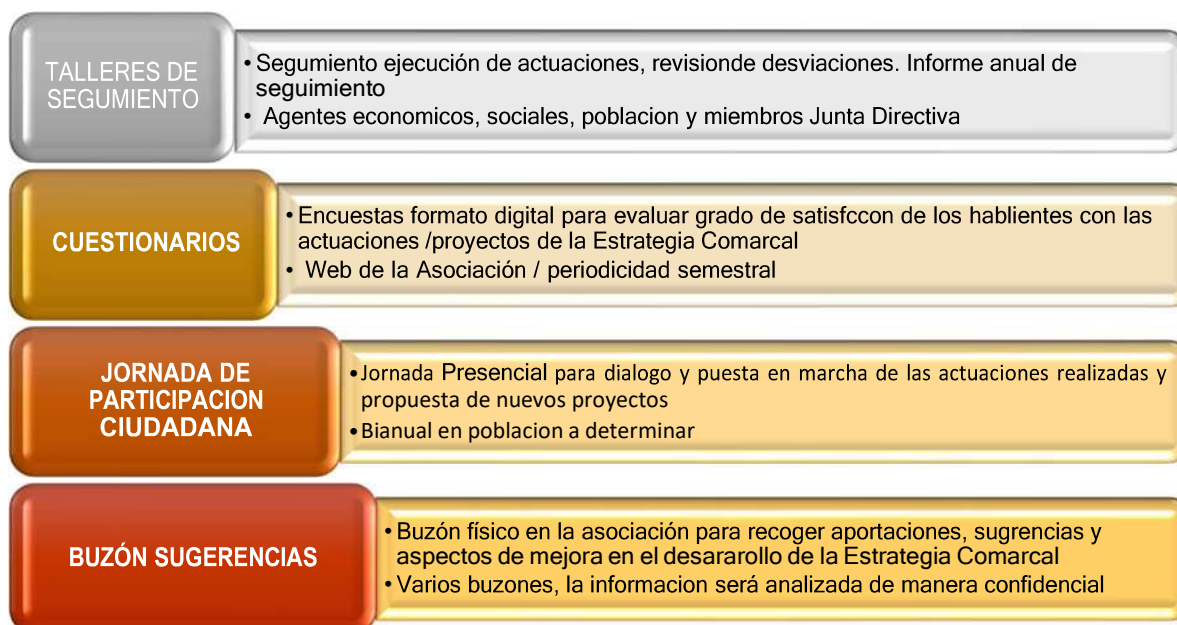 TALLERES DE
SEGUMIENTO
• Segumiento ejecución de actuaciones, revisionde desviaciones. Informe anual de
seguimiento
• Agentes economicos, sociales, poblacion y miembros Junta Directiva
CUESTIONARIOS
• Encuestas formato digital para evaluar grado de satisfccon de los hablientes con las
actuaciones /proyectos de la Estrategia Comarcal
• Web de la Asociación / periodicidad semestral
JORNADA DE
PARTICIPACION
CIUDADANA
• Jornada Presencial para dialogo y puesta en marcha de las actuaciones realizadas y
propuesta de nuevos proyectos
• Bianual en poblacion a determinar
BUZÓN SUGERENCIAS
• Buzón físico en la asociación para recoger aportaciones, sugrencias y
aspectos de mejora en el desararollo de la Estrategia Comarcal
• Varios buzones, la informacion será analizada de manera confidencial